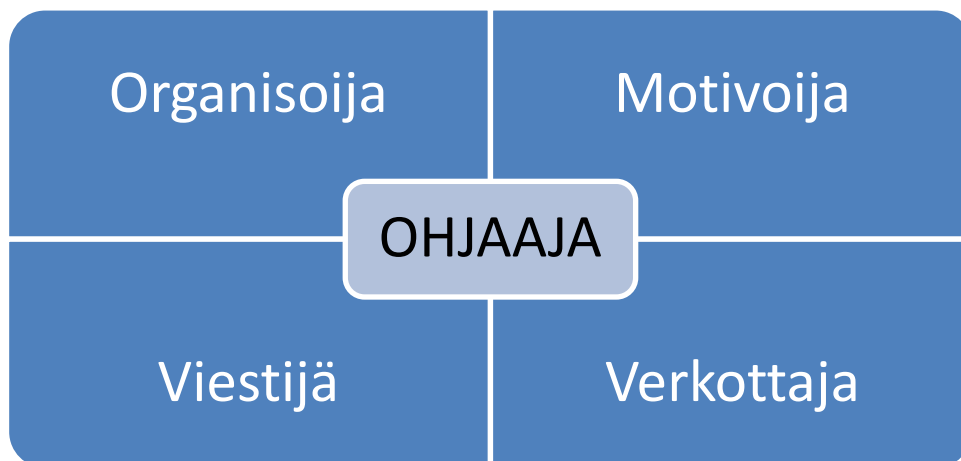 Organisoija
Motivoija
OHJAAJA
Viestijä
Verkottaja